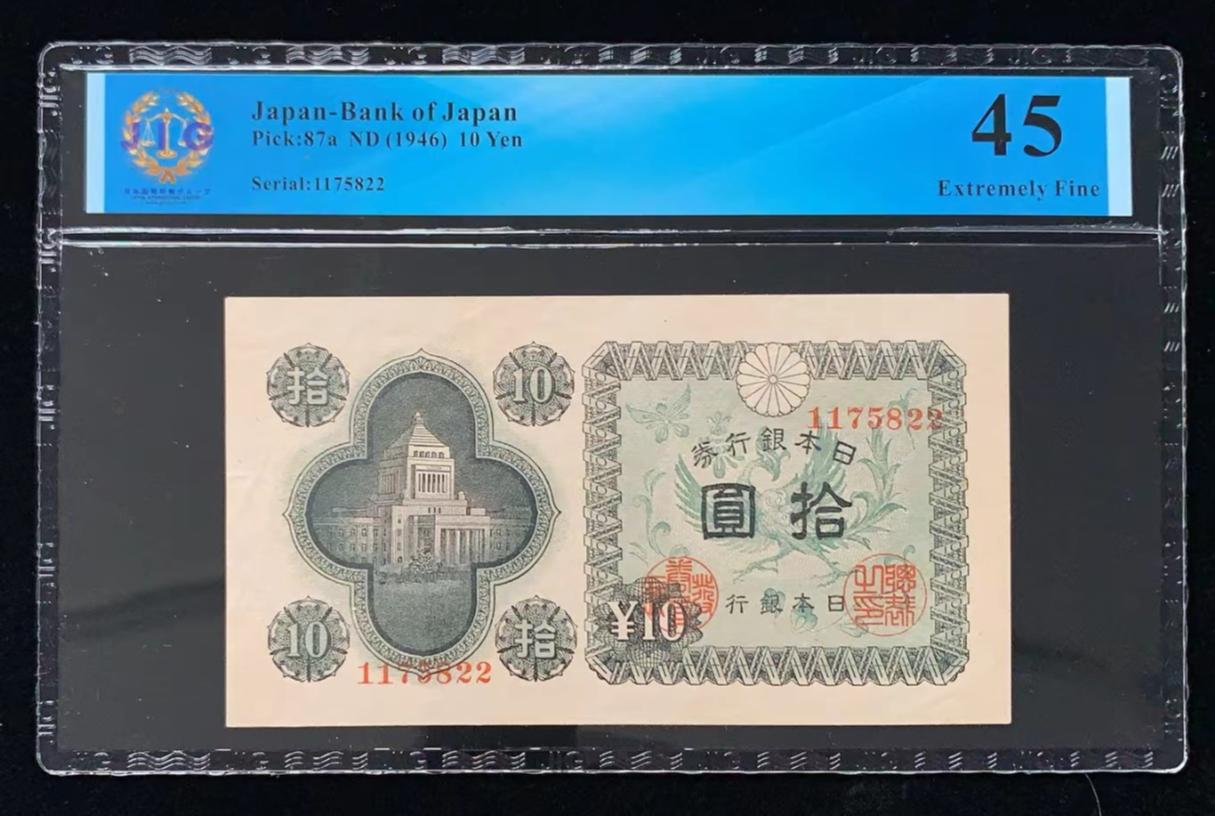 JIG
Japan-Bank of Japan
Pick:87a ND (1946) 10 Yen
Serial:1175822
45
Extremely Fine
拾
10
1175822
券行銀本日
圓拾
行銀本日
¥10
10
拾
1175822